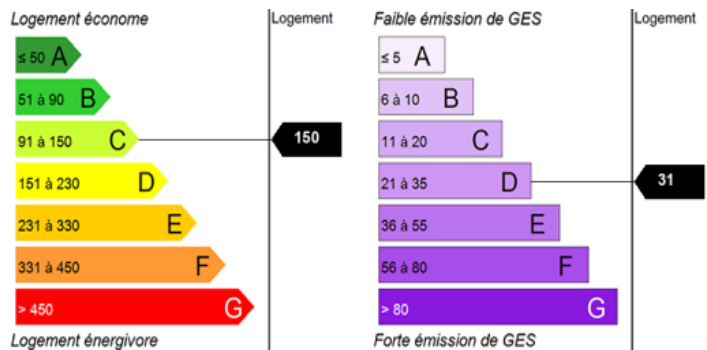 Logement économe
Logement
≤ 50 A
51 à 90 B
91 à 150 C
150
151 à 230 D
231 à 330 E
331 à 450 F
> 450 G
Logement énergivore
Faible émission de GES
Logement
≤ 5 A
6 à 10 B
11 à 20 C
21 à 35 D
31
36 à 55 E
56 à 80 F
> 80 G
Forte émission de GES